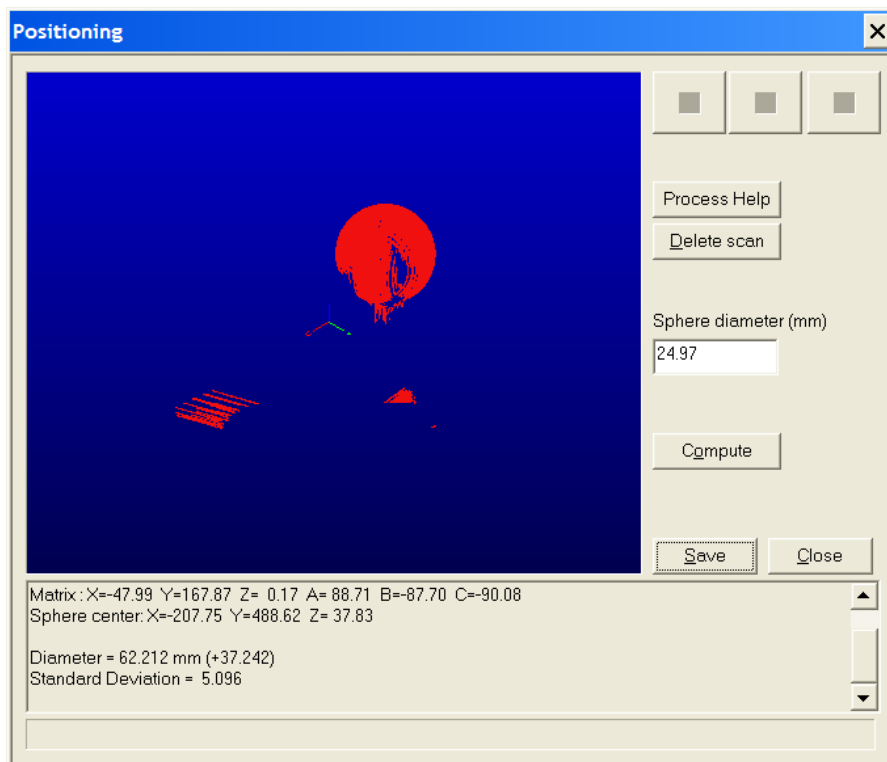 Positioning
Process Help
Delete scan
Sphere diameter (mm)
24.97
Compute
Save
Close
Matrix : X=-47.99 Y=167.87 Z= 0.17 A= 88.71 B=-87.70 C=-90.08
Sphere center: X=-207.75 Y=488.62 Z= 37.83
Diameter = 62.212 mm (+37.242)
Standard Deviation = 5.096